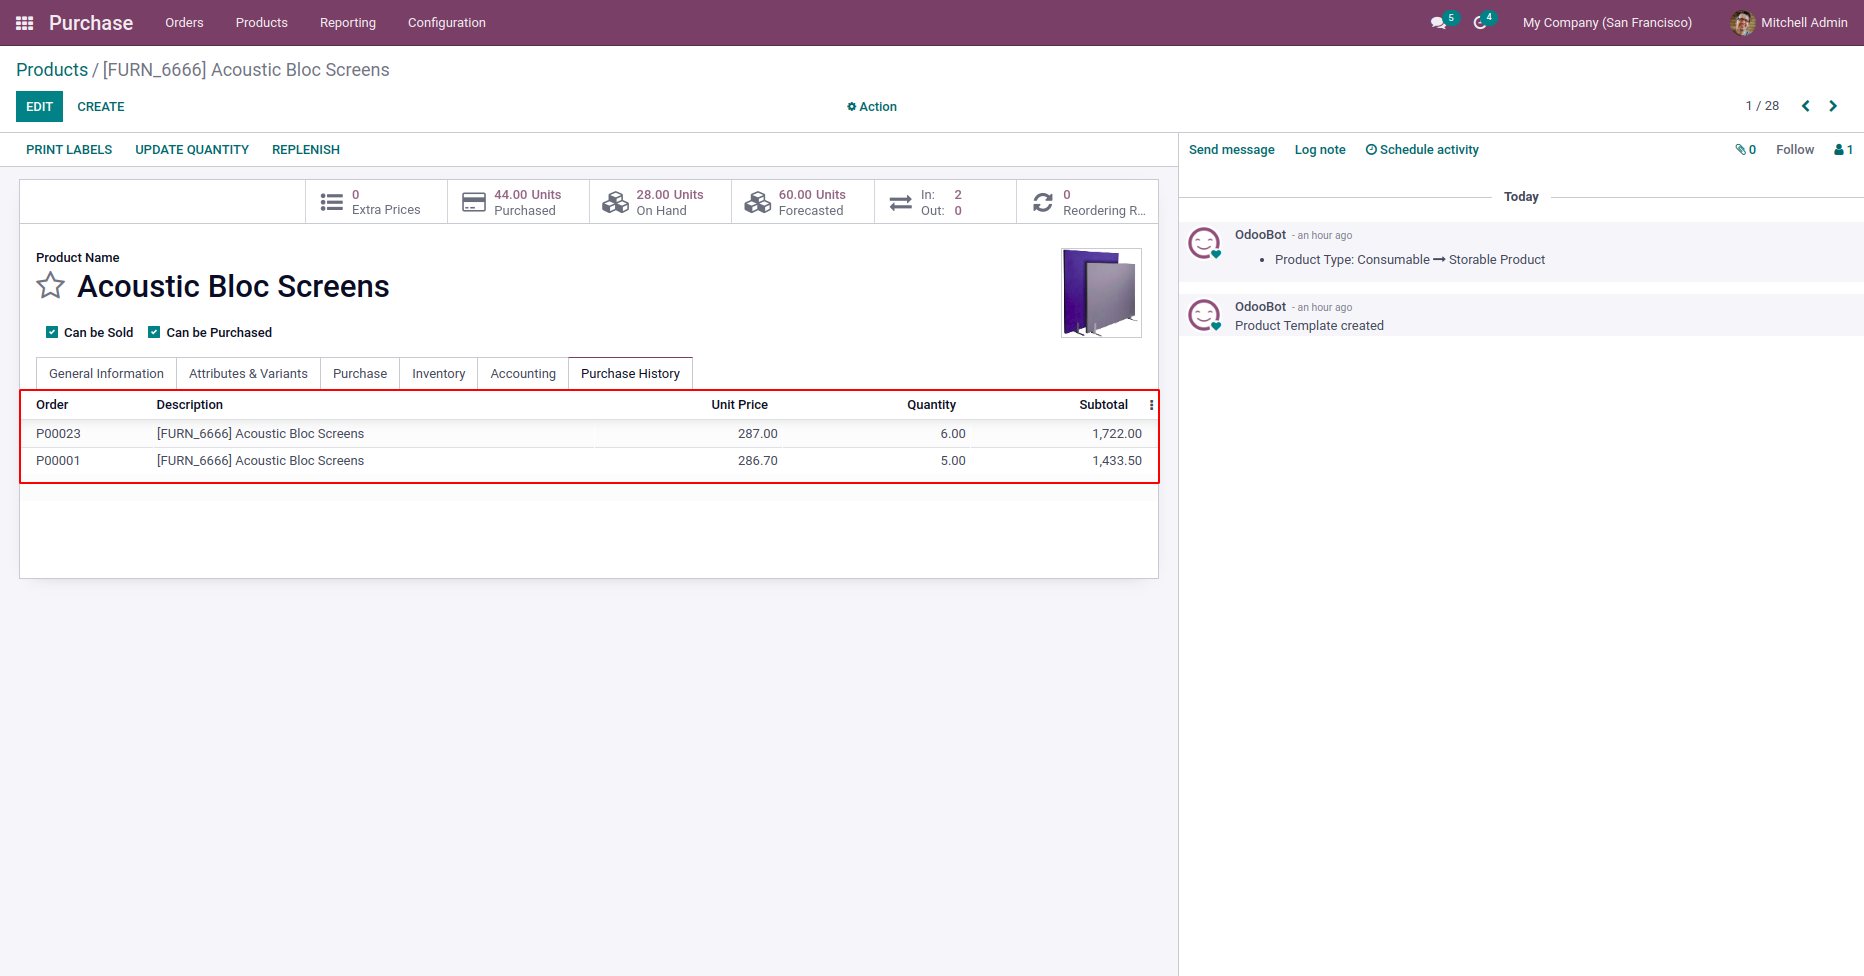 Purchase Orders Products Reporting Configuration 5 4 My Company (San Francisco) Mitchell Admin
Products / [FURN_6666] Acoustic Bloc Screens
EDIT CREATE Action 1 / 28
PRINT LABELS UPDATE QUANTITY REPLENISH
0 Extra Prices
44.00 Units Purchased
28.00 Units On Hand
60.00 Units Forecasted
In: 2
Out: 0
0 Reordering R...
Product Name
Acoustic Bloc Screens
Can be Sold Can be Purchased
General Information Attributes & Variants Purchase Inventory Accounting Purchase History
Order Description Unit Price Quantity Subtotal
P00023 [FURN_6666] Acoustic Bloc Screens 287.00 6.00 1,722.00
P00001 [FURN_6666] Acoustic Bloc Screens 286.70 5.00 1,433.50
Send message Log note Schedule activity 0 Follow 1
Today
OdooBot - an hour ago
• Product Type: Consumable → Storable Product
OdooBot - an hour ago
Product Template created